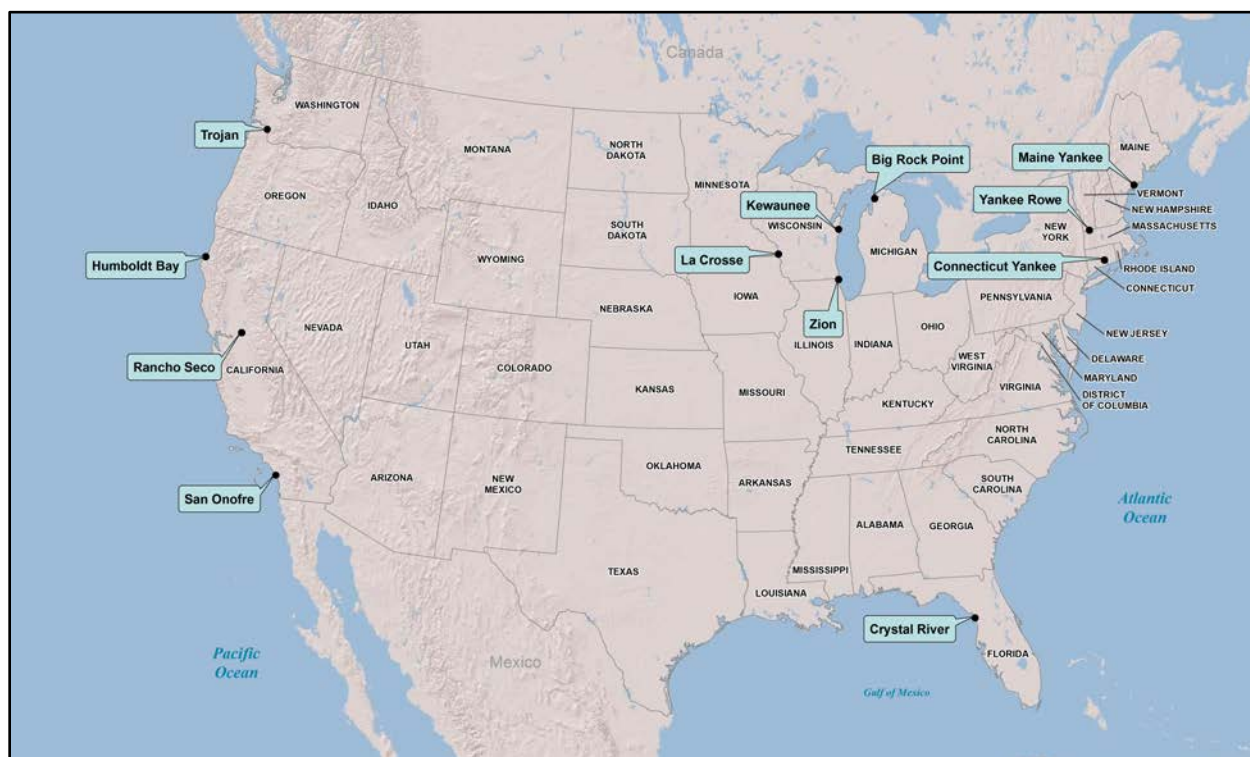 Canada
WASHINGTON
Trojan
MONTANA
NORTH
DAKOTA
MINNESOTA
Big Rock Point
Maine Yankee
MAINE
OREGON
IDAHO
Kewaunee
Yankee Rowe
VERMONT
NEW HAMPSHIRE
MASSACHUSETTS
SOUTH
DAKOTA
WISCONSIN
MICHIGAN
NEW
YORK
Humboldt Bay
WYOMING
La Crosse
Connecticut Yankee
RHODE ISLAND
CONNECTICUT
NEBRASKA
IOWA
PENNSYLVANIA
Zion
NEVADA
UTAH
ILLINOIS
INDIANA
OHIO
NEW JERSEY
Rancho Seco
CALIFORNIA
COLORADO
KANSAS
MISSOURI
WEST
VIRGINIA
VIRGINIA
DELAWARE
MARYLAND
DISTRICT
OF COLUMBIA
KENTUCKY
NORTH
CAROLINA
TENNESSEE
San Onofre
ARIZONA
NEW
MEXICO
OKLAHOMA
ARKANSAS
SOUTH
CAROLINA
Atlantic
Ocean
ALABAMA
GEORGIA
TEXAS
MISSISSIPPI
LOUISIANA
Crystal River
FLORIDA
Pacific
Ocean
Mexico
Gulf of Mexico